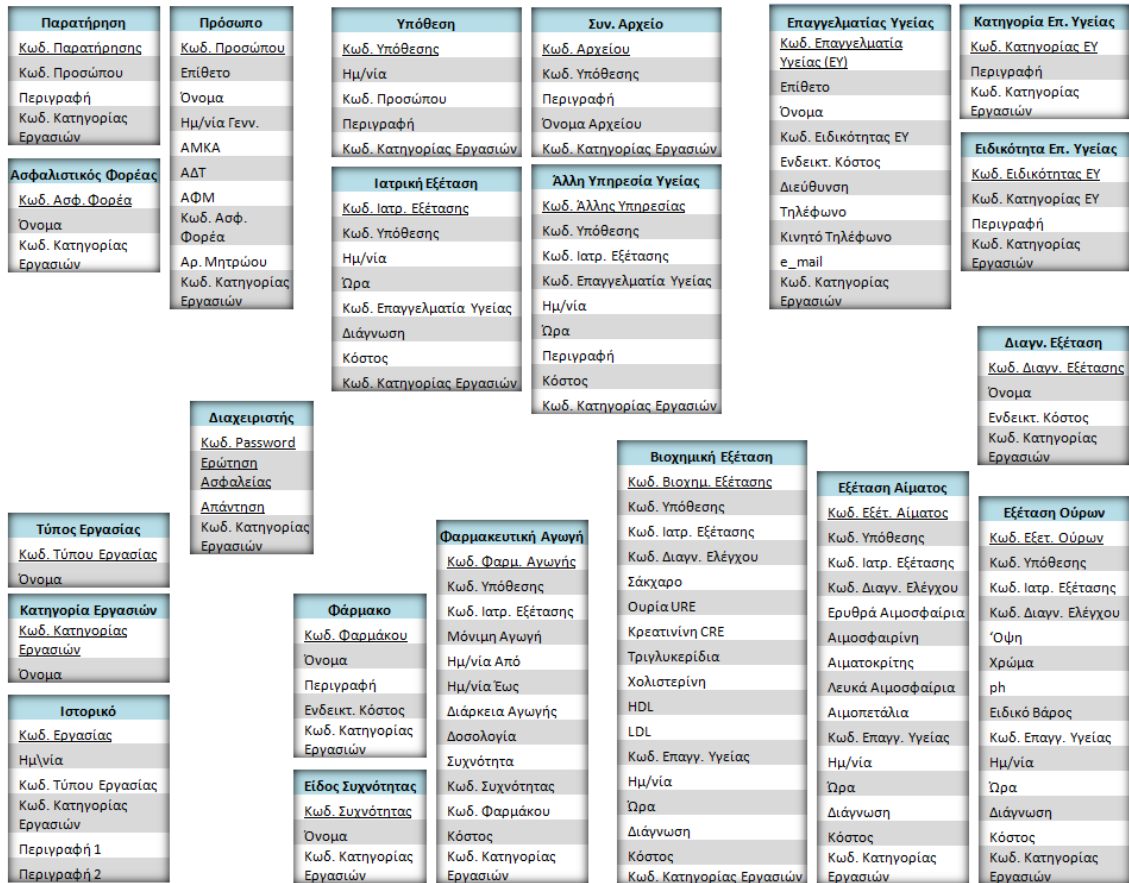 Παρατήρηση
Κωδ. Παρατήρησης
Κωδ. Προσώπου
Περιγραφή
Κωδ. Κατηγορίας
Εργασιών
Ασφαλιστικός Φορέας
Κωδ. Ασφ. Φορέα
Όνομα
Κωδ. Κατηγορίας
Εργασιών
Πρόσωπο
Κωδ. Προσώπου
Επίθετο
Όνομα
Ημ/νία Γενν.
ΑΜΚΑ
ΑΔΤ
ΑΦΜ
Κωδ. Ασφ.
Φορέα
Αρ. Μητρώου
Κωδ. Κατηγορίας
Εργασιών
Υπόθεση
Κωδ. Υπόθεσης
Ημ/νία
Κωδ. Προσώπου
Περιγραφή
Κωδ. Κατηγορίας Εργασιών
Συν. Αρχείο
Κωδ. Αρχείου
Κωδ. Υπόθεσης
Περιγραφή
Όνομα Αρχείου
Κωδ. Κατηγορίας Εργασιών
Ιατρική Εξέταση
Κωδ. Ιατρ. Εξέτασης
Κωδ. Υπόθεσης
Ημ/νία
Ώρα
Κωδ. Επαγγελματία Υγείας
Διάγνωση
Κόστος
Κωδ. Κατηγορίας Εργασιών
Άλλη Υπηρεσία Υγείας
Κωδ. Άλλης Υπηρεσίας
Κωδ. Υπόθεσης
Κωδ. Ιατρ. Εξέτασης
Κωδ. Επαγγελματία Υγείας
Ημ/νία
Ώρα
Περιγραφή
Κόστος
Κωδ. Κατηγορίας Εργασιών
Επαγγελματίας Υγείας
Κωδ. Επαγγελματία
Υγείας (ΕΥ)
Επίθετο
Όνομα
Κωδ. Ειδικότητας ΕΥ
Ενδεικτ. Κόστος
Διεύθυνση
Τηλέφωνο
Κινητό Τηλέφωνο
e_mail
Κωδ. Κατηγορίας
Εργασιών
Κατηγορία Επ. Υγείας
Κωδ. Κατηγορίας ΕΥ
Περιγραφή
Κωδ. Κατηγορίας
Εργασιών
Ειδικότητα Επ. Υγείας
Κωδ. Ειδικότητας ΕΥ
Κωδ. Κατηγορίας ΕΥ
Περιγραφή
Κωδ. Κατηγορίας
Εργασιών
Διαγν. Εξέταση
Κωδ. Διαγν. Εξέτασης
Όνομα
Ενδεικτ. Κόστος
Κωδ. Κατηγορίας
Εργασιών
Διαχειριστής
Κωδ. Password
Ερώτηση
Ασφαλείας
Απάντηση
Κωδ. Κατηγορίας
Εργασιών
Τύπος Εργασίας
Κωδ. Τύπου Εργασίας
Όνομα
Κατηγορία Εργασιών
Κωδ. Κατηγορίας
Εργασιών
Όνομα
Ιστορικό
Κωδ. Εργασίας
Ημ\νία
Κωδ. Τύπου Εργασίας
Κωδ. Κατηγορίας
Εργασιών
Περιγραφή 1
Περιγραφή 2
Φάρμακο
Κωδ. Φαρμάκου
Όνομα
Περιγραφή
Ενδεικτ. Κόστος
Κωδ. Κατηγορίας
Εργασιών
Είδος Συχνότητας
Κωδ. Συχνότητας
Όνομα
Κωδ. Κατηγορίας
Εργασιών
Φαρμακευτική Αγωγή
Κωδ. Φαρμ. Αγωγής
Κωδ. Υπόθεσης
Κωδ. Ιατρ. Εξέτασης
Μόνιμη Αγωγή
Ημ/νία Από
Ημ/νία Έως
Διάρκεια Αγωγής
Δοσολογία
Συχνότητα
Κωδ. Συχνότητας
Κωδ. Φαρμάκου
Κόστος
Κωδ. Κατηγορίας
Εργασιών
Βιοχημική Εξέταση
Κωδ. Βιοχημ. Εξέτασης
Κωδ. Υπόθεσης
Κωδ. Ιατρ. Εξέτασης
Κωδ. Διαγν. Ελέγχου
Σάκχαρο
Ουρία URE
Κρεατινίνη CRE
Τριγλυκερίδια
Χολιστερίνη
HDL
LDL
Κωδ. Επαγγ. Υγείας
Ημ/νία
Ώρα
Διάγνωση
Κόστος
Κωδ. Κατηγορίας Εργασιών
Εξέταση Αίματος
Κωδ. Εξέτ. Αίματος
Κωδ. Υπόθεσης
Κωδ. Ιατρ. Εξέτασης
Κωδ. Διαγν. Ελέγχου
Ερυθρά Αιμοσφαίρια
Αιμοσφαιρίνη
Αιματοκρίτης
Λευκά Αιμοσφαίρια
Αιμοπετάλια
Κωδ. Επαγγ. Υγείας
Ημ/νία
Ώρα
Διάγνωση
Κόστος
Κωδ. Κατηγορίας
Εργασιών
Εξέταση Ούρων
Κωδ. Εξετ. Ούρων
Κωδ. Υπόθεσης
Κωδ. Ιατρ. Εξέτασης
Κωδ. Διαγν. Ελέγχου
‘Οψη
Χρώμα
ph
Ειδικό Βάρος
Κωδ. Επαγγ. Υγείας
Ημ/νία
Ώρα
Διάγνωση
Κόστος
Κωδ. Κατηγορίας
Εργασιών